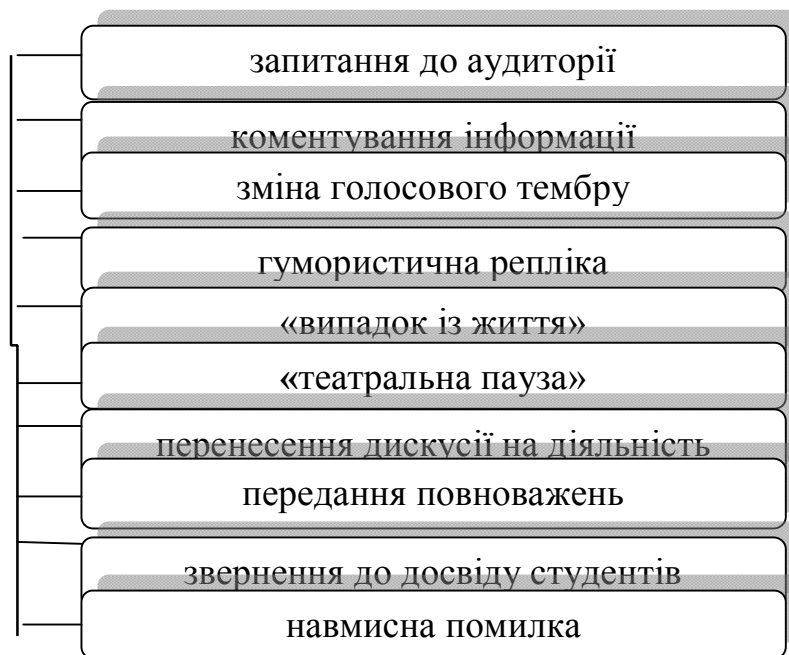 запитання до аудиторії
коментування інформації
зміна голосового тембру
гумористична репліка
«випадок із життя»
«театральна пауза»
перенесення дискусії на діяльність
передання повноважень
звернення до досвіду студентів
навмисна помилка